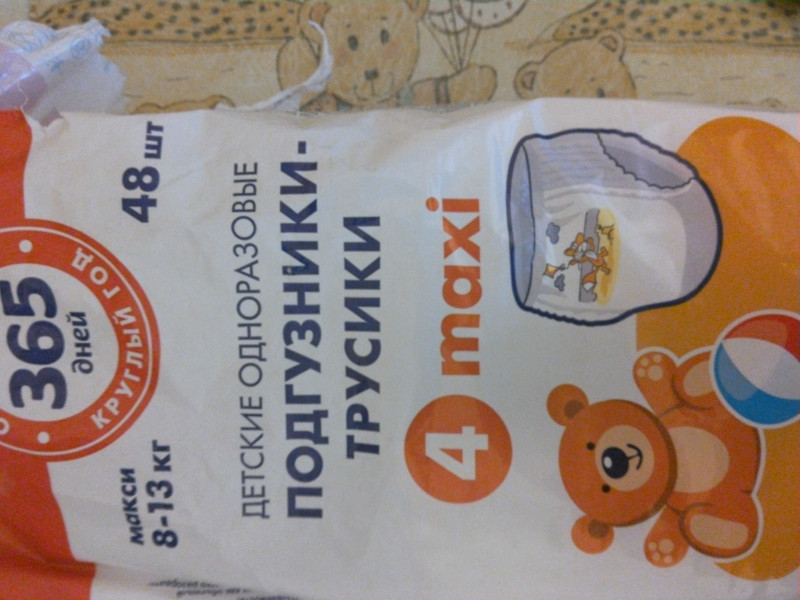 365
дней
КРУГЛЫЙ ГОД
48 шт
макси
8-13 кг
ДЕТСКИЕ ОДНОРАЗОВЫЕ
ПОДГУЗНИКИ-
ТРУСИКИ
4 maxi